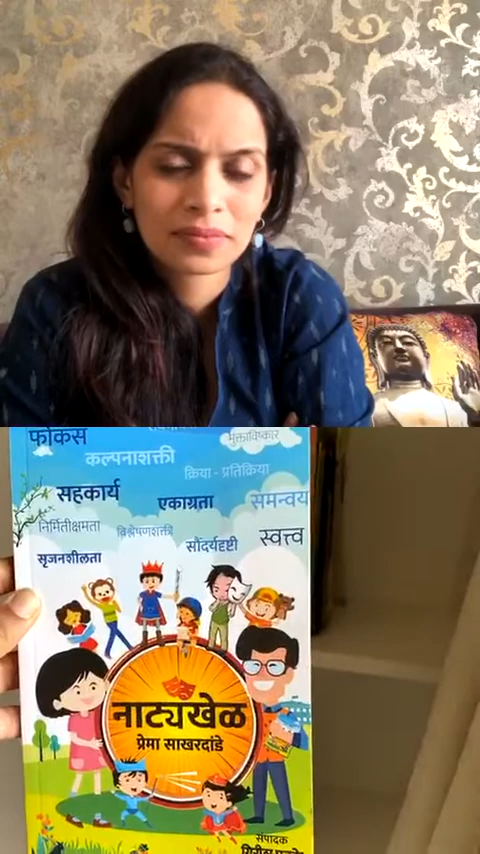 फोकस
मुक्ताविष्कार
कल्पनाशक्ती
क्रिया - प्रतिक्रिया
सहकार्य
एकाग्रता
समन्वय
निर्मितीक्षमता
विश्लेषणशक्ती
सौंदर्यदृष्टी
स्वत्त्व
सृजनशीलता
नाट्यखेळ
प्रेमा साखरदांडे
संपादक